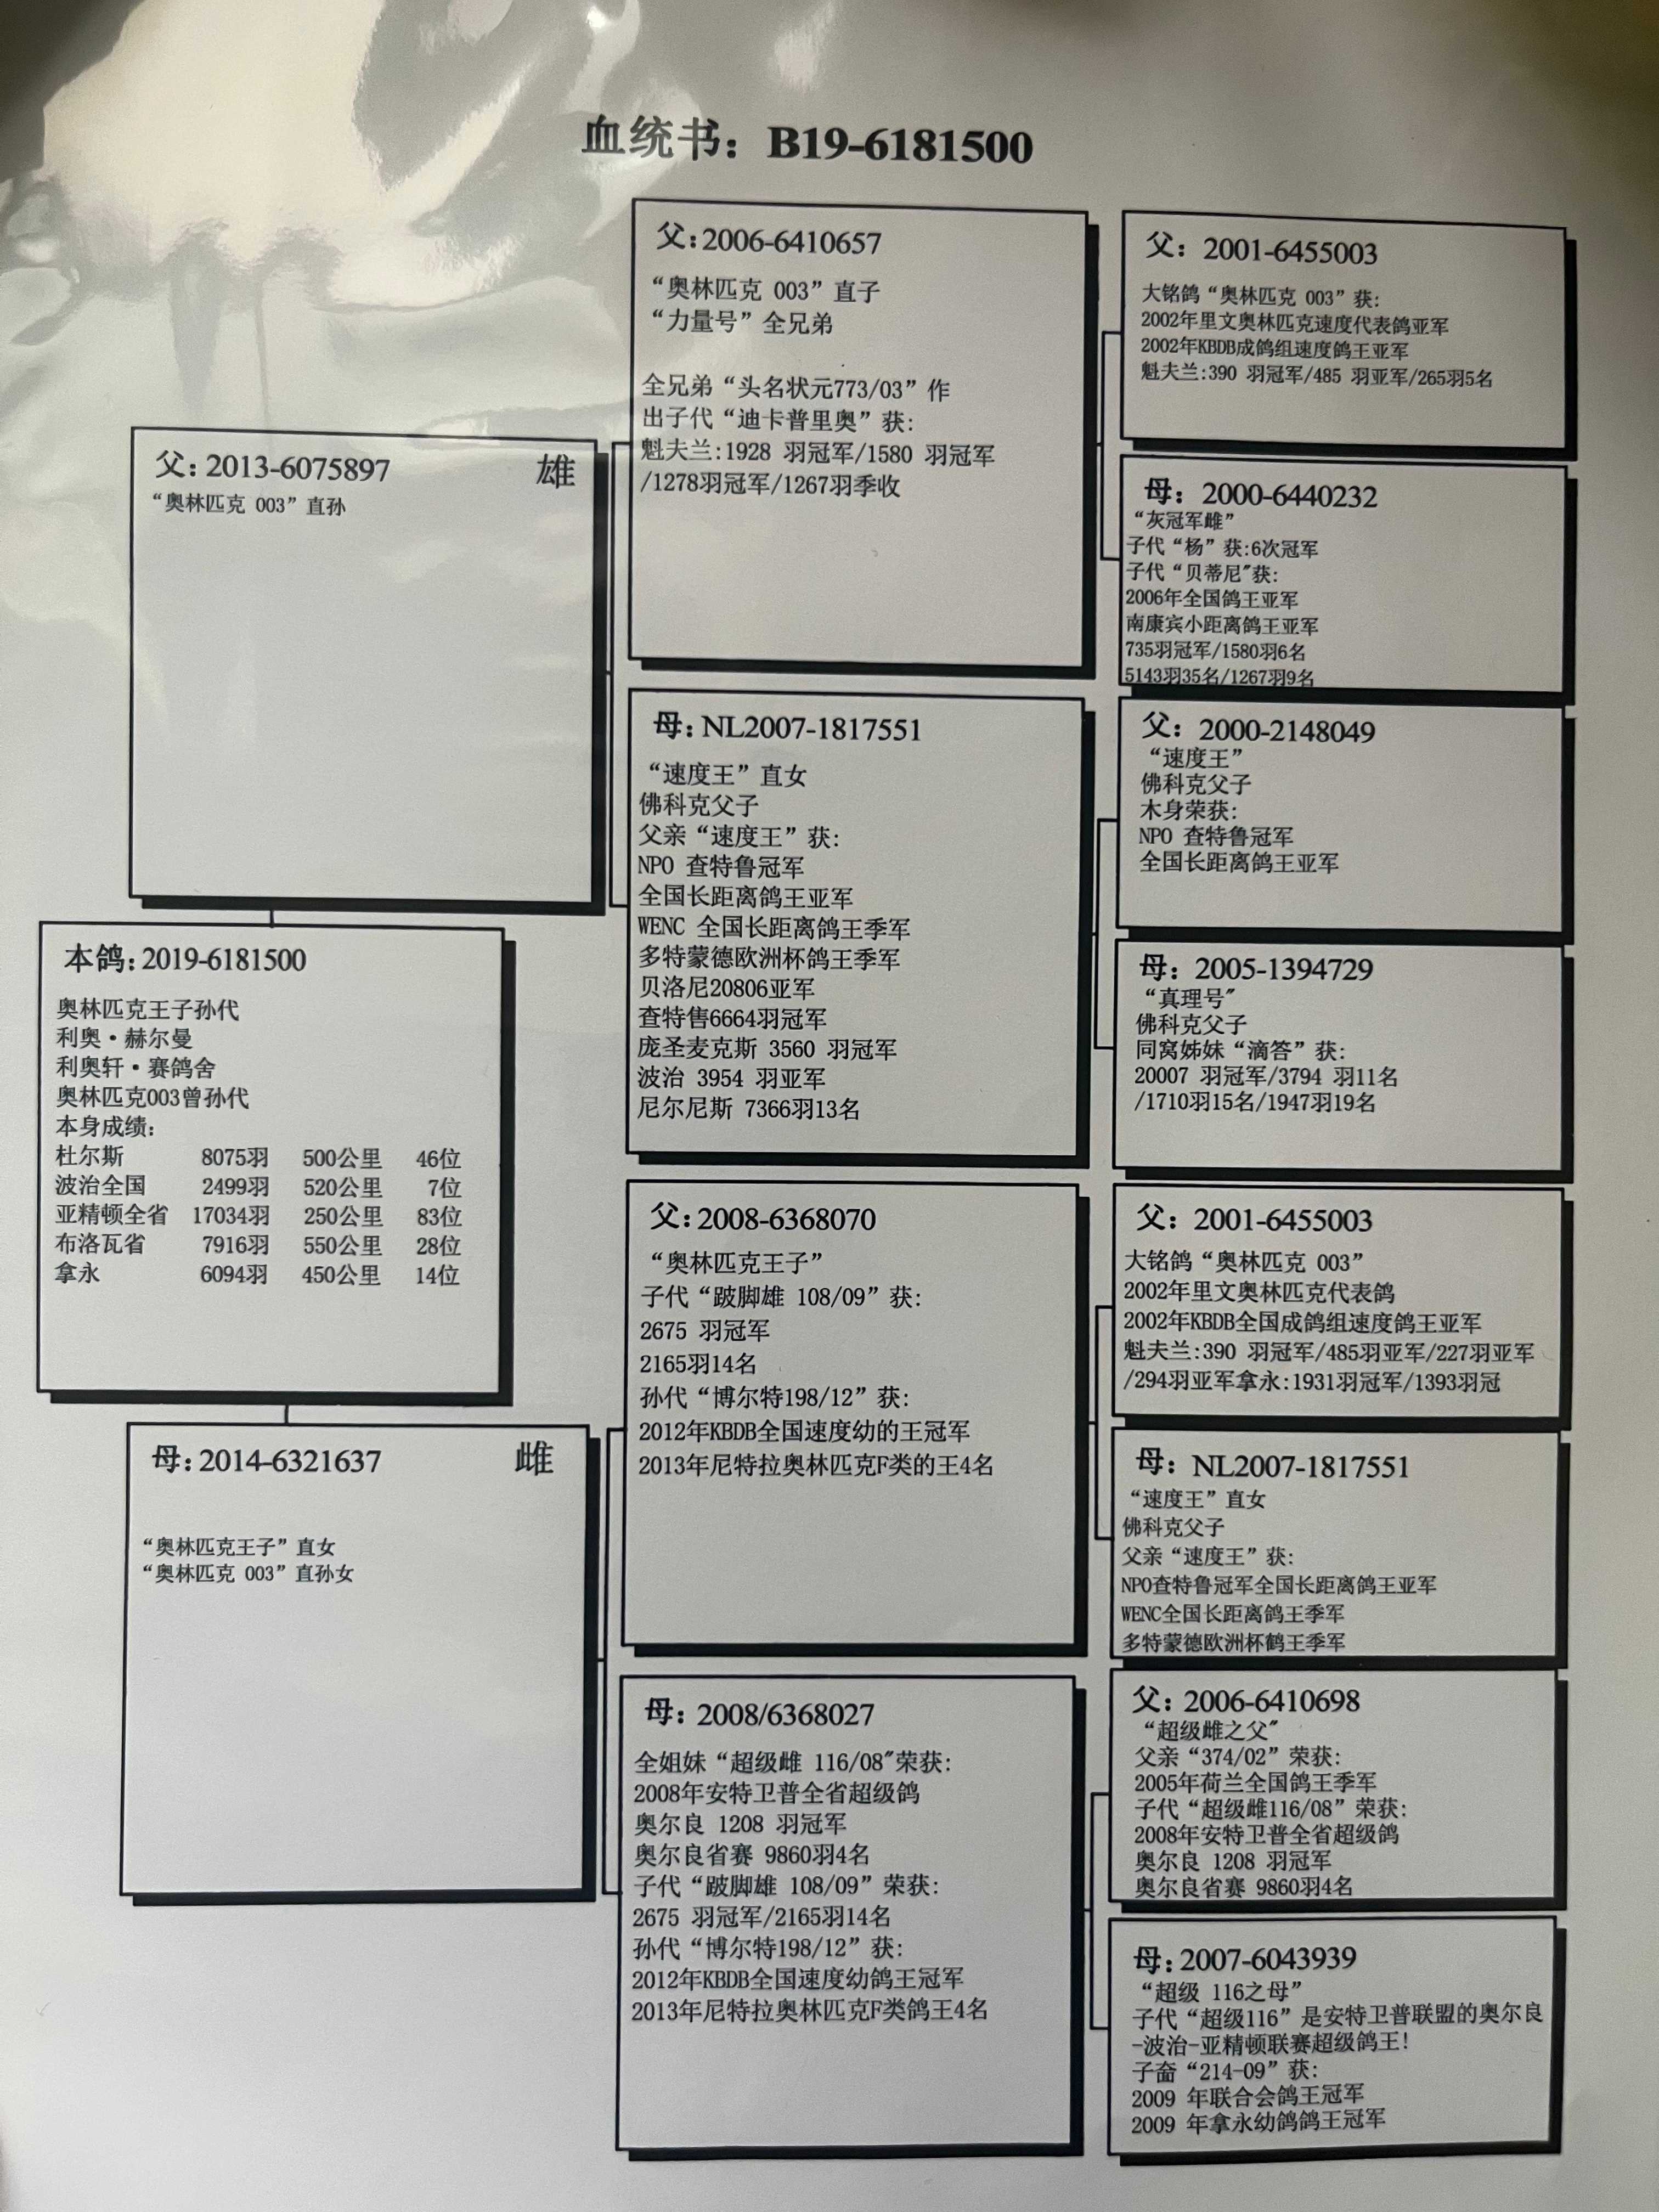 血统书：B19-6181500
父：2013-6075897 雄
“奥林匹克 003”直孙
本鸽：2019-6181500
奥林匹克王子孙代
利奥·赫尔曼
利奥轩·赛鸽舍
奥林匹克003曾孙代
本身成绩：
杜尔斯 8075羽 500公里 46位
波治全国 2499羽 520公里 7位
亚精顿全省 17034羽 250公里 83位
布洛瓦省 7916羽 550公里 28位
拿永 6094羽 450公里 14位
母：2014-6321637 雌
“奥林匹克王子”直女
“奥林匹克 003”直孙女
父：2006-6410657
“奥林匹克 003”直子
“力量号”全兄弟
全兄弟“头名状元773/03”作
出子代“迪卡普里奥”获：
魁夫兰:1928 羽冠军/1580 羽冠军
/1278羽冠军/1267羽季收
母：NL2007-1817551
“速度王”直女
佛科克父子
父亲“速度王”获：
NPO 查特鲁冠军
全国长距离鸽王亚军
WENC 全国长距离鸽王季军
多特蒙德欧洲杯鸽王季军
贝洛尼20806亚军
查特售6664羽冠军
庞圣麦克斯 3560 羽冠军
波治 3954 羽亚军
尼尔尼斯 7366羽13名
父：2008-6368070
“奥林匹克王子”
子代“跛脚雄 108/09”获：
2675 羽冠军
2165羽14名
孙代“博尔特198/12”获：
2012年KBDB全国速度幼的王冠军
2013年尼特拉奥林匹克F类的王4名
母：2008/6368027
全姐妹“超级雌 116/08″荣获：
2008年安特卫普全省超级鸽
奥尔良 1208 羽冠军
奥尔良省赛 9860羽4名
子代“跛脚雄 108/09”荣获：
2675 羽冠军/2165羽14名
孙代“博尔特198/12”获：
2012年KBDB全国速度幼鸽王冠军
2013年尼特拉奥林匹克F类鸽王4名
父：2001-6455003
大铭鸽“奥林匹克 003”获：
2002年里文奥林匹克速度代表鸽亚军
2002年KBDB成鸽组速度鸽王亚军
魁夫兰:390 羽冠军/485 羽亚军/265羽5名
母：2000-6440232
“灰冠军雌”
子代“杨”获:6次冠军
子代“贝蒂尼″获：
2006年全国鸽王亚军
南康宾小距离鸽王亚军
735羽冠军/1580羽6名
5143羽35名/1267羽9名
父：2000-2148049
“速度王”
佛科克父子
木身荣获：
NPO 查特鲁冠军
全国长距离鸽王亚军
母：2005-1394729
“真理号″
佛科克父子
同窝姊妹“滴答”获：
20007 羽冠军/3794 羽11名
/1710羽15名/1947羽19名
父：2001-6455003
大铭鸽“奥林匹克 003”
2002年里文奥林匹克代表鸽
2002年KBDB全国成鸽组速度鸽王亚军
魁夫兰:390 羽冠军/485羽亚军/227羽亚军
/294羽亚军拿永:1931羽冠军/1393羽冠
母：NL2007-1817551
“速度王”直女
佛科克父子
父亲“速度王”获：
NPO查特鲁冠军全国长距离鸽王亚军
WENC全国长距离鸽王季军
多特蒙德欧洲杯鹤王季军
父：2006-6410698
“超级雌之父″
父亲“374/02”荣获：
2005年荷兰全国鸽王季军
子代“超级雌116/08”荣获：
2008年安特卫普全省超级鸽
奥尔良 1208 羽冠军
奥尔良省赛 9860羽4名
母：2007-6043939
“超级 116之母”
子代“超级116”是安特卫普联盟的奥尔良
-波治-亚精顿联赛超级鸽王！
子畲“214-09”获：
2009 年联合会鸽王冠军
2009 年拿永幼鸽鸽王冠军